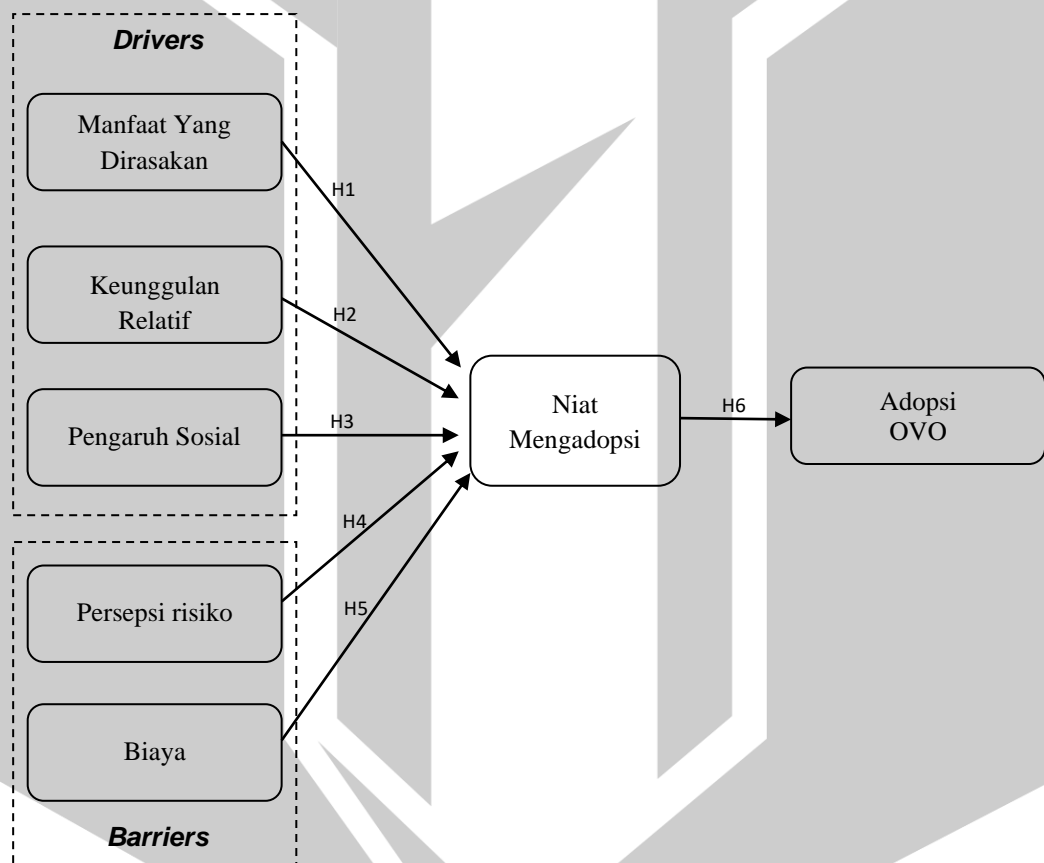 Drivers
Manfaat Yang
Dirasakan
H1
Keunggulan
Relatif
H2
Pengaruh Sosial
H3
Niat
Mengadopsi
H6
Adopsi
OVO
H4
Persepsi risiko
H5
Biaya
Barriers